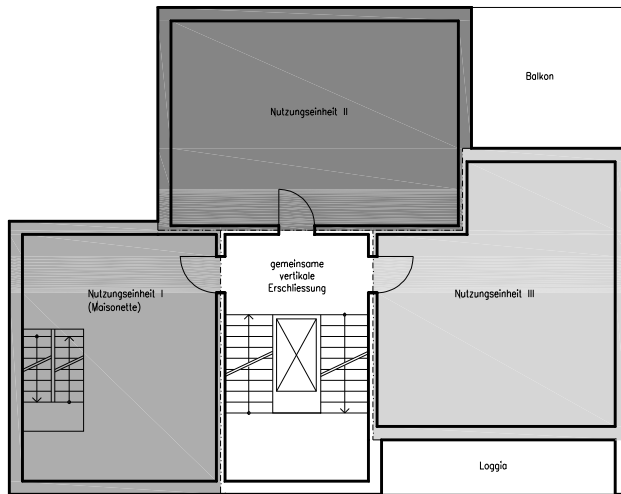 Balkon
Nutzungseinheit II
gemeinsame
vertikale
Erschliessung
Nutzungseinheit I
(Maisonette)
Nutzungseinheit III
Loggia